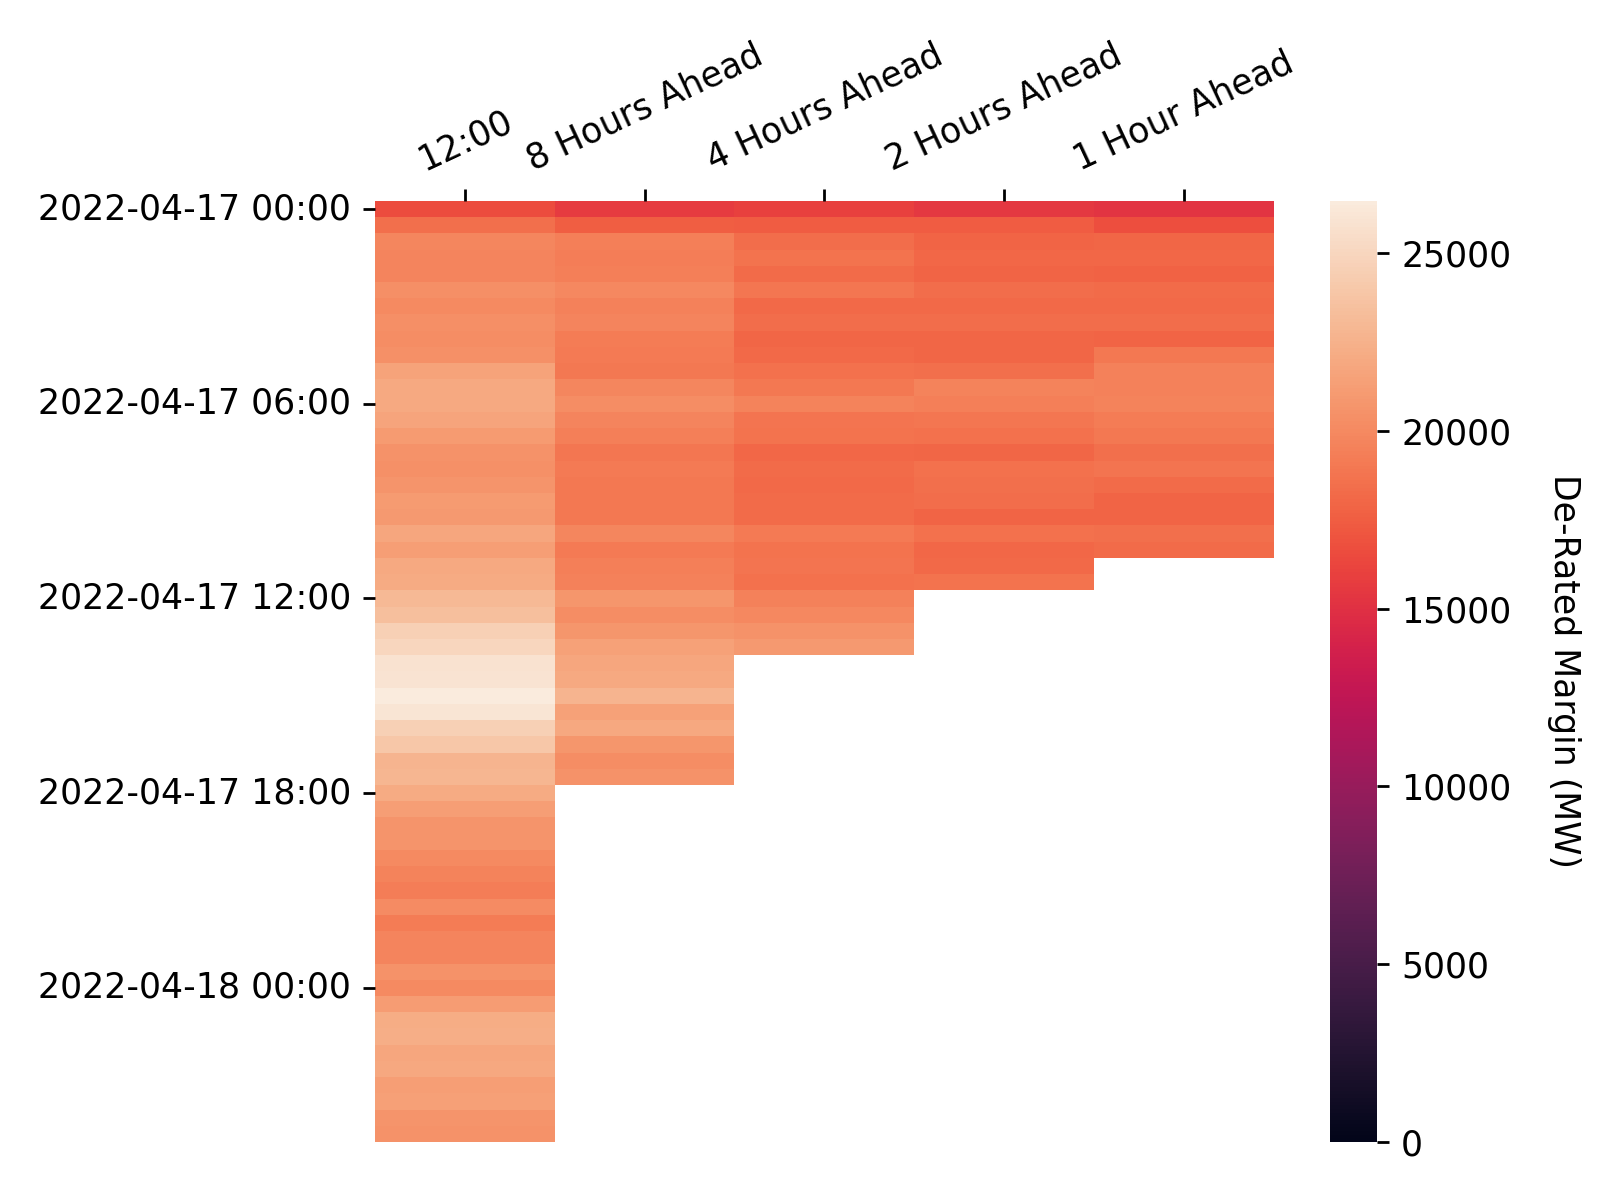 12:00
8 Hours Ahead
4 Hours Ahead
2 Hours Ahead
1 Hour Ahead
2022-04-17 00:00
2022-04-17 06:00
2022-04-17 12:00
2022-04-17 18:00
2022-04-18 00:00
25000
20000
15000
10000
5000
0
De-Rated Margin (MW)